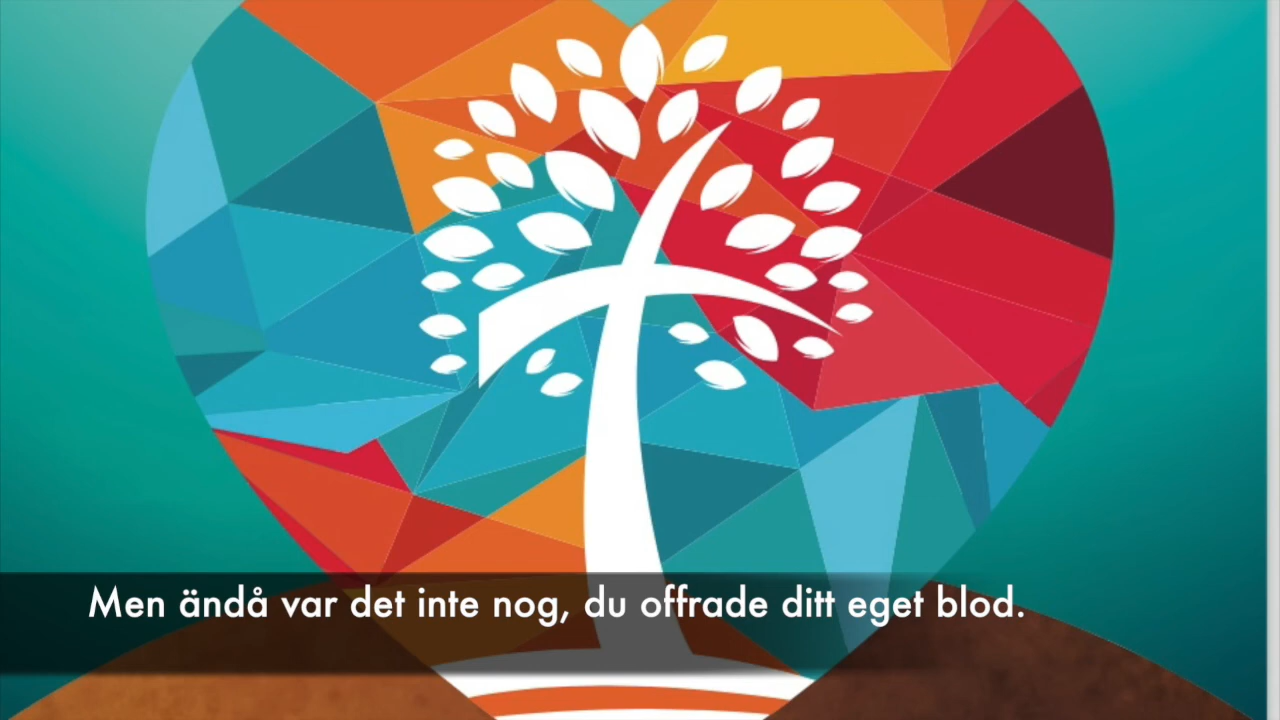 Men ändå var det inte nog, du offrade ditt eget blod.